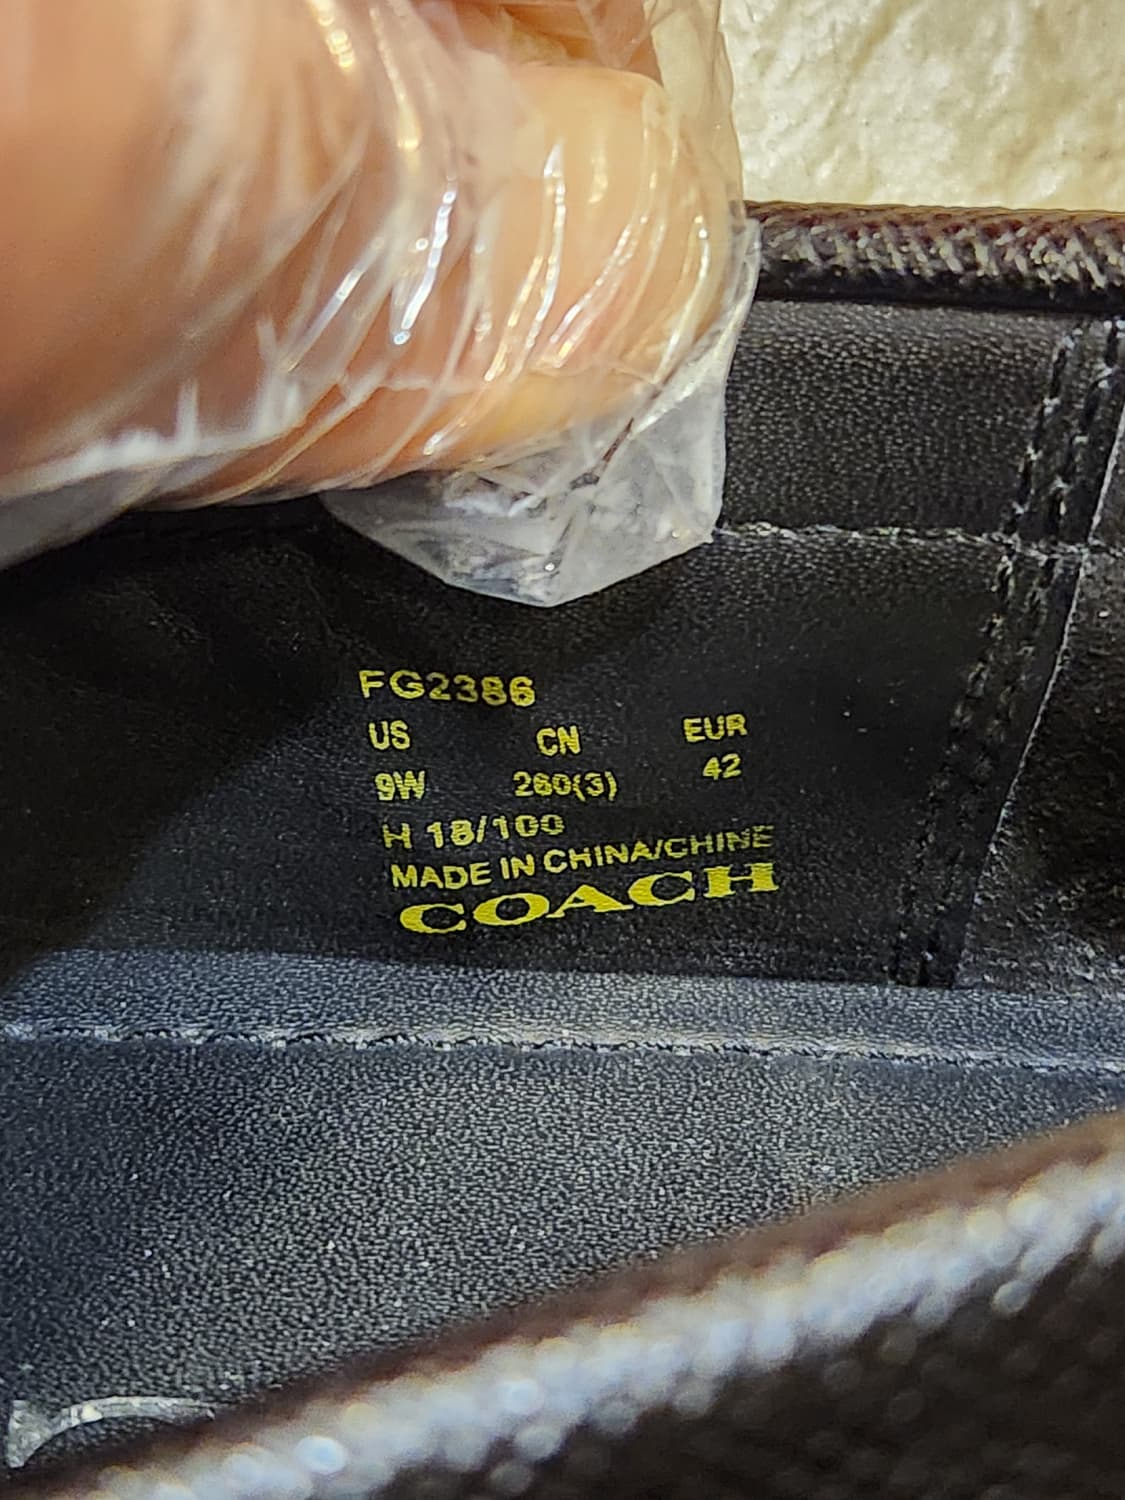 FG2386
US CN EUR
9W 260(3) 42
H 18/100
MADE IN CHINA/CHINE
COACH